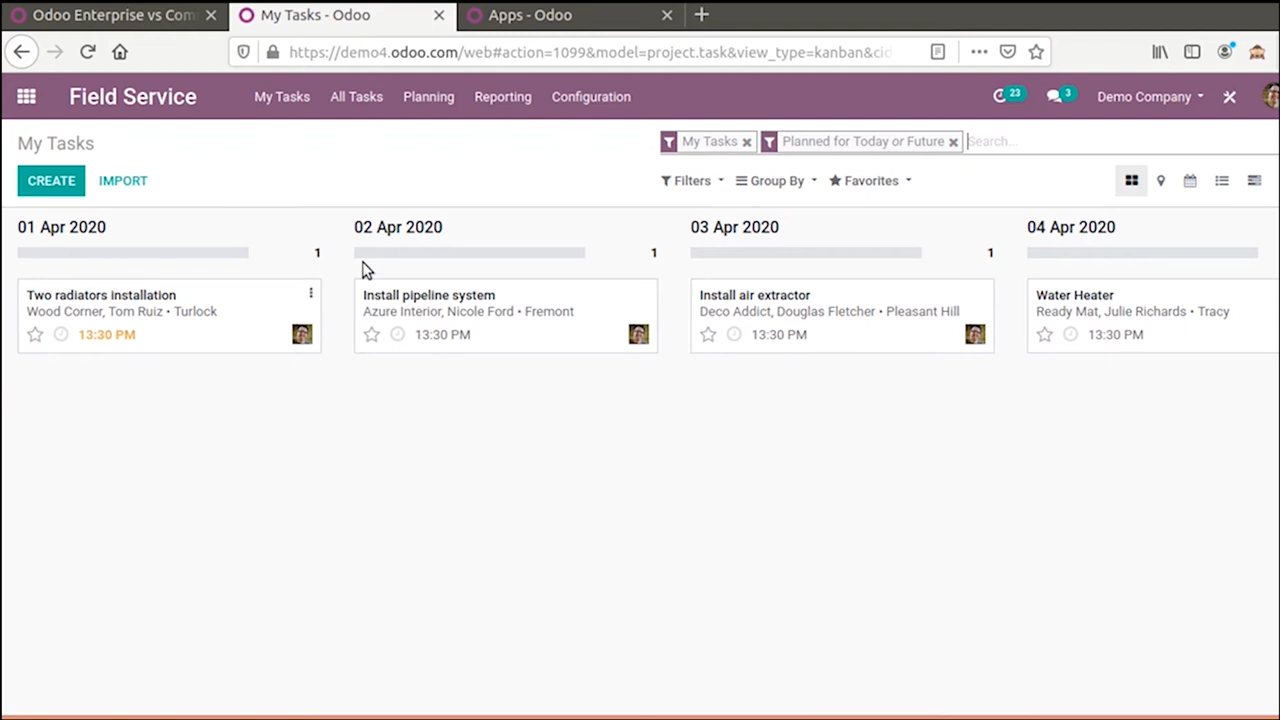 Odoo Enterprise vs Com
My Tasks - Odoo
Apps - Odoo
https://demo4.odoo.com/web#action=1099&model=project.task&view_type=kanban&cid
Field Service
My Tasks
All Tasks
Planning
Reporting
Configuration
23
3
Demo Company
My Tasks
My Tasks
Planned for Today or Future
Search...
CREATE
IMPORT
Filters
Group By
Favorites
01 Apr 2020
1
Two radiators installation
Wood Corner, Tom Ruiz • Turlock
13:30 PM
02 Apr 2020
1
Install pipeline system
Azure Interior, Nicole Ford • Fremont
13:30 PM
03 Apr 2020
1
Install air extractor
Deco Addict, Douglas Fletcher • Pleasant Hill
13:30 PM
04 Apr 2020
Water Heater
Ready Mat, Julie Richards • Tracy
13:30 PM